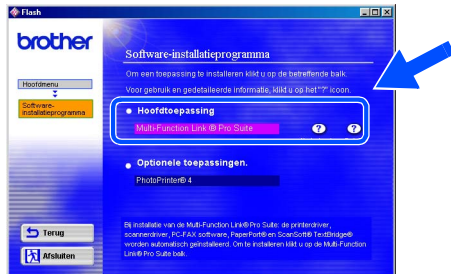 Flash
brother
Software-installatieprogramma
Om een toepassing te installeren klikt u op de betreffende balk.
Voor gebruik en gedetailleerde informatie, klikt u op het "?" icoon.
Hoofdmenu
Software-
installatieprogramma
Hoofdtoepassing
Multi-Function Link ® Pro Suite
? ?
Optionele toepassingen.
PhotoPrinter® 4
Bij installatie van de Multi-Function Link® Pro Suite: de printerdriver,
scannerdriver, PC-FAX software, PaperPort® en ScanSoft® TextBridge®
worden automatisch geïnstalleerd. Om te installeren klikt u op de Multi-Function
Link® Pro Suite balk.
Terug
Afsluiten